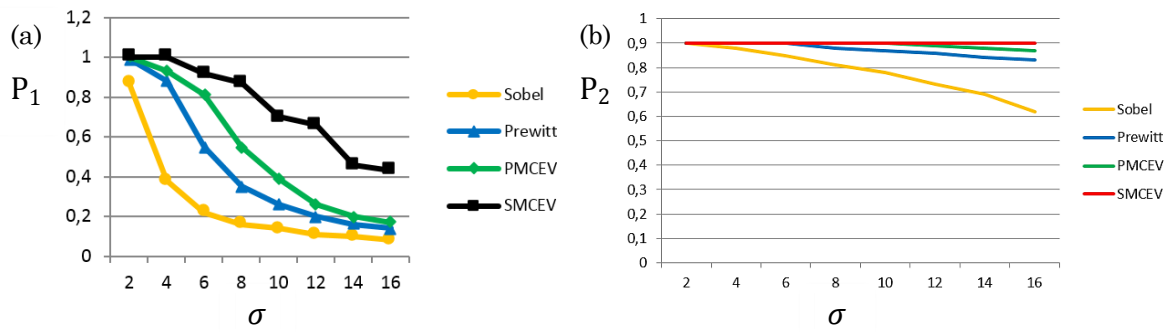 (a)
P₁
1,2
1
0,8
0,6
0,4
0,2
0
2 4 6 8 10 12 14 16
σ
Sobel
Prewitt
PMCEV
SMCEV
(b)
P₂
1
0,9
0,8
0,7
0,6
0,5
0,4
0,3
0,2
0,1
0
2 4 6 8 10 12 14 16
σ
Sobel
Prewitt
PMCEV
SMCEV